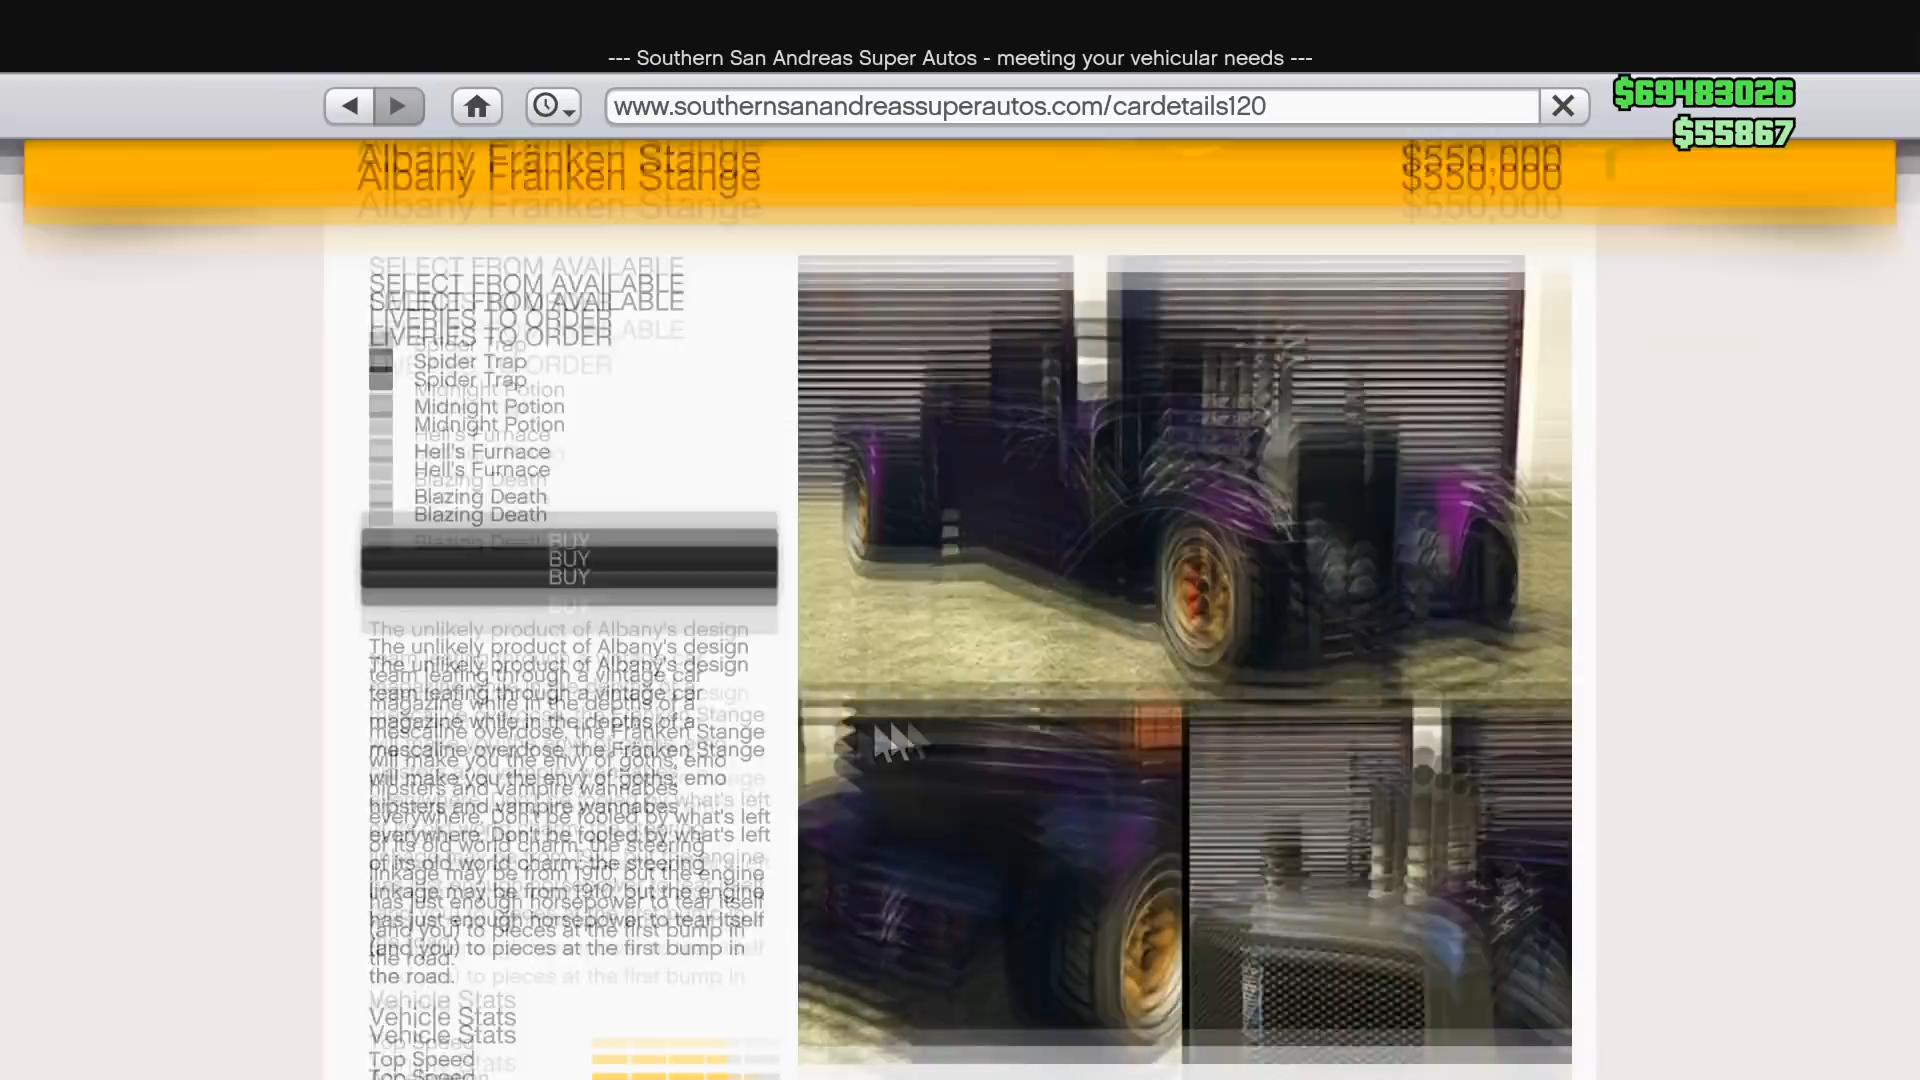 --- Southern San Andreas Super Autos - meeting your vehicular needs ---
www.southernsanandreassuperautos.com/cardetails120
$69483026
$55867
Albany Franken Stange
$550,000
SELECT FROM AVAILABLE
LIVERIES TO ORDER
Spider Trap
Midnight Potion
Hell's Furnace
Blazing Death
BUY
The unlikely product of Albany's design
team leafing through a vintage car
magazine while in the depths of a
mescaline overdose, the Franken Stange
will make you the envy of goths, emo
hipsters and vampire wannabes
everywhere. Don't be fooled by what's left
of its old world charm: the steering
linkage may be from 1910, but the engine
has just enough horsepower to tear itself
(and you) to pieces at the first bump in
the road.
Vehicle Stats
Top Speed